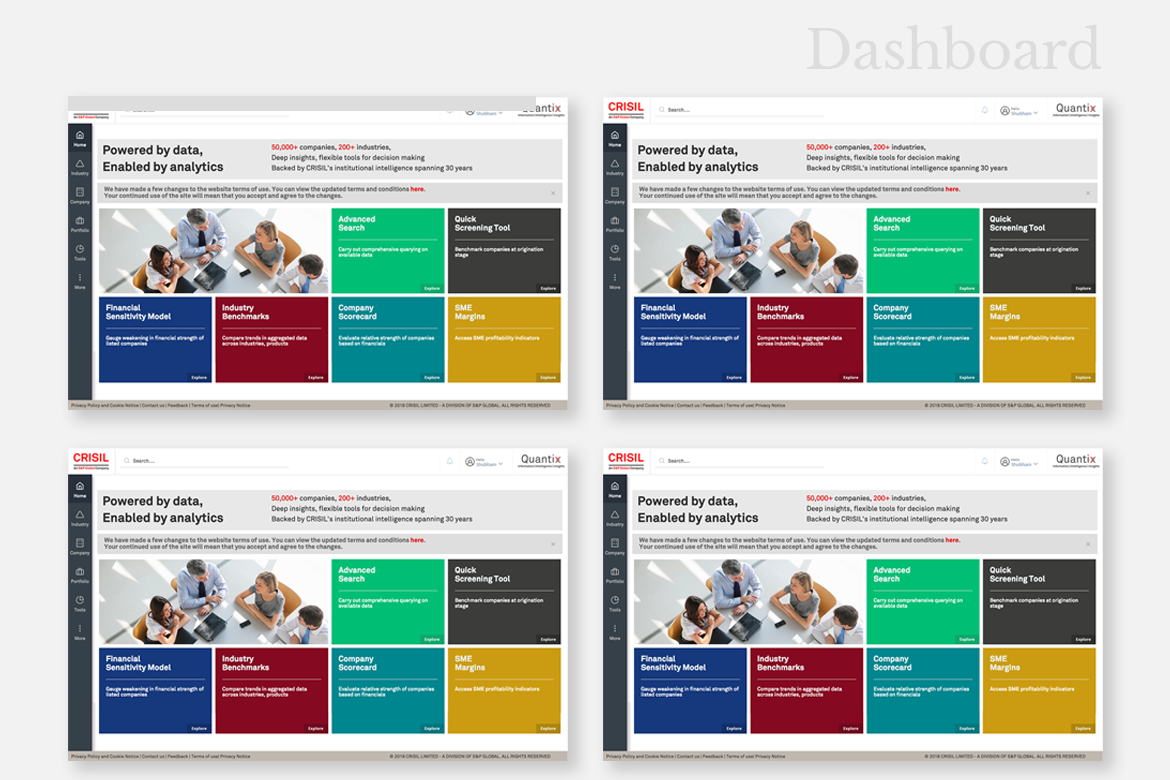 Dashboard
An S&P Global Company
Shubham
Quantix
Information | Intelligence | Insights
Home
Industry
Company
Portfolio
Tools
More
Powered by data,
Enabled by analytics
50,000+ companies, 200+ industries,
Deep insights, flexible tools for decision making
Backed by CRISIL's institutional intelligence spanning 30 years
We have made a few changes to the website terms of use. You can view the updated terms and conditions here.
Your continued use of the site will mean that you accept and agree to the changes.
Advanced
Search
Carry out comprehensive querying on
available data
Explore
Quick
Screening Tool
Benchmark companies at origination
stage
Explore
Financial
Sensitivity Model
Gauge weakening in financial strength of
listed companies
Explore
Industry
Benchmarks
Compare trends in aggregated data
across industries, products
Explore
Company
Scorecard
Evaluate relative strength of companies
based on financials
Explore
SME
Margins
Access SME profitability indicators
Explore
Privacy Policy and Cookie Notice | Contact us | Feedback | Terms of use| Privacy Notice
© 2018 CRISIL LIMITED - A DIVISION OF S&P GLOBAL. ALL RIGHTS RESERVED
CRISIL
An S&P Global Company
Search....
Hello
Shubham
Quantix
Information | Intelligence | Insights
Home
Industry
Company
Portfolio
Tools
More
Powered by data,
Enabled by analytics
50,000+ companies, 200+ industries,
Deep insights, flexible tools for decision making
Backed by CRISIL's institutional intelligence spanning 30 years
We have made a few changes to the website terms of use. You can view the updated terms and conditions here.
Your continued use of the site will mean that you accept and agree to the changes.
Advanced
Search
Carry out comprehensive querying on
available data
Explore
Quick
Screening Tool
Benchmark companies at origination
stage
Explore
Financial
Sensitivity Model
Gauge weakening in financial strength of
listed companies
Explore
Industry
Benchmarks
Compare trends in aggregated data
across industries, products
Explore
Company
Scorecard
Evaluate relative strength of companies
based on financials
Explore
SME
Margins
Access SME profitability indicators
Explore
Privacy Policy and Cookie Notice | Contact us | Feedback | Terms of use| Privacy Notice
© 2018 CRISIL LIMITED - A DIVISION OF S&P GLOBAL. ALL RIGHTS RESERVED
CRISIL
An S&P Global Company
Search....
Hello
Shubham
Quantix
Information | Intelligence | Insights
Home
Industry
Company
Portfolio
Tools
More
Powered by data,
Enabled by analytics
50,000+ companies, 200+ industries,
Deep insights, flexible tools for decision making
Backed by CRISIL's institutional intelligence spanning 30 years
We have made a few changes to the website terms of use. You can view the updated terms and conditions here.
Your continued use of the site will mean that you accept and agree to the changes.
Advanced
Search
Carry out comprehensive querying on
available data
Explore
Quick
Screening Tool
Benchmark companies at origination
stage
Explore
Financial
Sensitivity Model
Gauge weakening in financial strength of
listed companies
Explore
Industry
Benchmarks
Compare trends in aggregated data
across industries, products
Explore
Company
Scorecard
Evaluate relative strength of companies
based on financials
Explore
SME
Margins
Access SME profitability indicators
Explore
Privacy Policy and Cookie Notice | Contact us | Feedback | Terms of use| Privacy Notice
© 2018 CRISIL LIMITED - A DIVISION OF S&P GLOBAL. ALL RIGHTS RESERVED
CRISIL
An S&P Global Company
Search....
Hello
Shubham
Quantix
Information | Intelligence | Insights
Home
Industry
Company
Portfolio
Tools
More
Powered by data,
Enabled by analytics
50,000+ companies, 200+ industries,
Deep insights, flexible tools for decision making
Backed by CRISIL's institutional intelligence spanning 30 years
We have made a few changes to the website terms of use. You can view the updated terms and conditions here.
Your continued use of the site will mean that you accept and agree to the changes.
Advanced
Search
Carry out comprehensive querying on
available data
Explore
Quick
Screening Tool
Benchmark companies at origination
stage
Explore
Financial
Sensitivity Model
Gauge weakening in financial strength of
listed companies
Explore
Industry
Benchmarks
Compare trends in aggregated data
across industries, products
Explore
Company
Scorecard
Evaluate relative strength of companies
based on financials
Explore
SME
Margins
Access SME profitability indicators
Explore
Privacy Policy and Cookie Notice | Contact us | Feedback | Terms of use| Privacy Notice
© 2018 CRISIL LIMITED - A DIVISION OF S&P GLOBAL. ALL RIGHTS RESERVED